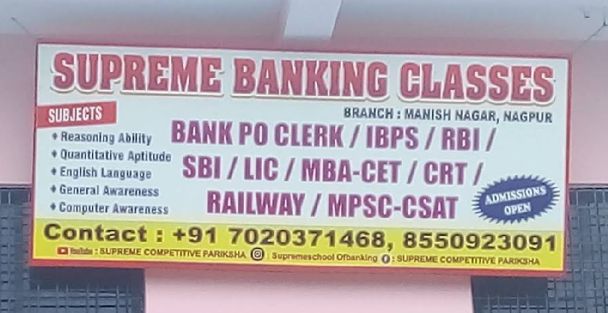 SUPREME BANKING CLASSES
BRANCH : MANISH NAGAR, NAGPUR
SUBJECTS
Reasoning Ability
Quantitative Aptitude
English Language
General Awareness
Computer Awareness
BANK PO CLERK / IBPS / RBI /
SBI / LIC / MBA-CET / CRT /
RAILWAY / MPSC-CSAT
ADMISSIONS
OPEN
Contact : +91 7020371468, 8550923091
YouTube : SUPREME COMPETITIVE PARIKSHA : Supremeschool Ofbanking : SUPREME COMPETITIVE PARIKSHA